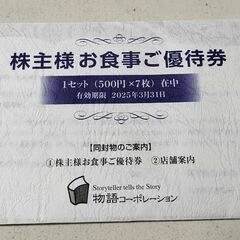 株主様お食事ご優待券
1セット(500円×7枚)在中
有効期限 2025年3月31日
【同封物のご案内】
①株主様お食事ご優待券 ②店舗案内
Storyteller tells the Story
物語コーポレーション